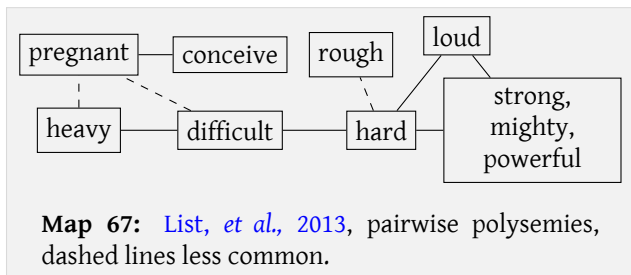 loud
pregnant
conceive
rough
heavy
difficult
hard
strong,
mighty,
powerful
Map 67: List, et al., 2013, pairwise polysemies,
dashed lines less common.